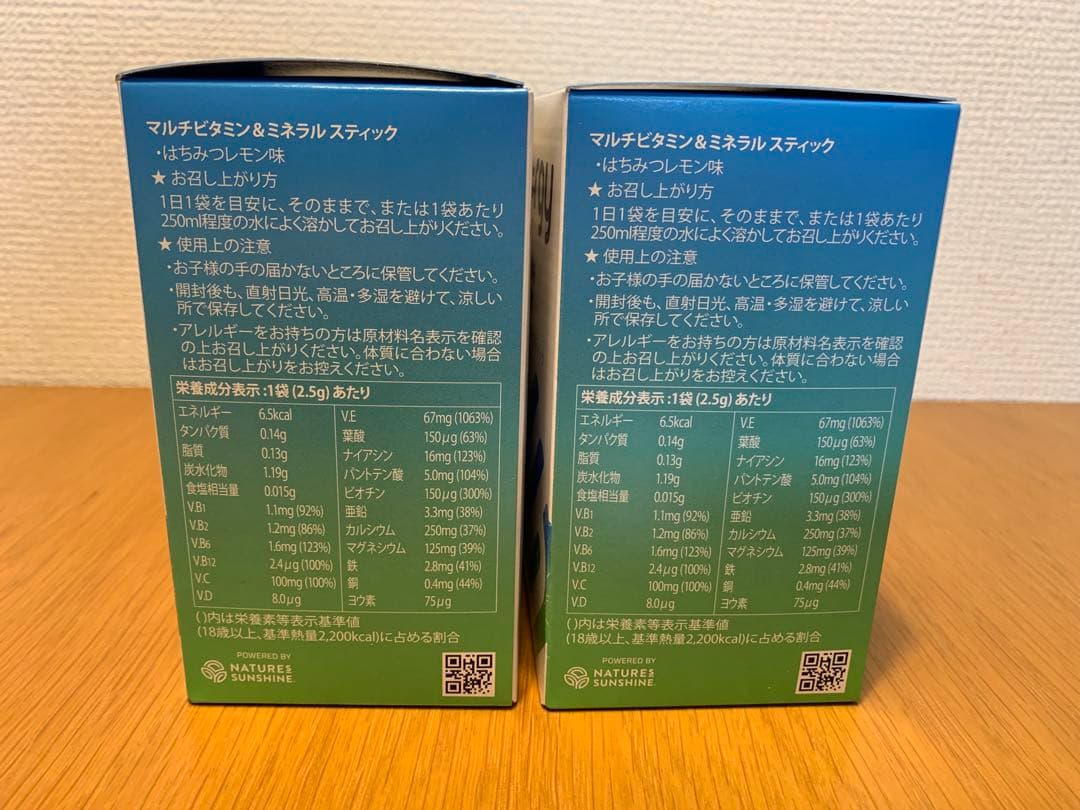 マルチビタミン＆ミネラル スティック
・はちみつレモン味
★ お召し上がり方
1日1袋を目安に、そのままで、または1袋あたり
250ml程度の水によく溶かしてお召し上がりください。
★ 使用上の注意
・お子様の手の届かないところに保管してください。
・開封後も、直射日光、高温・多湿を避けて、涼しい
所で保存してください。
・アレルギーをお持ちの方は原材料名表示を確認
の上お召し上がりください。体質に合わない場合
はお召し上がりをお控えください。
栄養成分表示:1袋 (2.5g) あたり
エネルギー 6.5kcal V.E 67mg (1063%)
タンパク質 0.14g 葉酸 150μg (63%)
脂質 0.13g ナイアシン 16mg (123%)
炭水化物 1.19g パントテン酸 5.0mg (104%)
食塩相当量 0.015g ビオチン 150μg (300%)
V.B1 1.1mg (92%) 亜鉛 3.3mg (38%)
V.B2 1.2mg (86%) カルシウム 250mg (37%)
V.B6 1.6mg (123%) マグネシウム 125mg (39%)
V.B12 2.4μg (100%) 鉄 2.8mg (41%)
V.C 100mg (100%) 銅 0.4mg (44%)
V.D 8.0μg ヨウ素 75μg
( )内は栄養素等表示基準値
(18歳以上、基準熱量2,200kcal)に占める割合
POWERED BY
NATURE'S
SUNSHINE
rgy
マルチビタミン＆ミネラル スティック
・はちみつレモン味
★ お召し上がり方
1日1袋を目安に、そのままで、または1袋あたり
250ml程度の水によく溶かしてお召し上がりください。
★ 使用上の注意
・お子様の手の届かないところに保管してください。
・開封後も、直射日光、高温・多湿を避けて、涼しい
所で保存してください。
・アレルギーをお持ちの方は原材料名表示を確認
の上お召し上がりください。体質に合わない場合
はお召し上がりをお控えください。
栄養成分表示:1袋 (2.5g) あたり
エネルギー 6.5kcal V.E 67mg (1063%)
タンパク質 0.14g 葉酸 150μg (63%)
脂質 0.13g ナイアシン 16mg (123%)
炭水化物 1.19g パントテン酸 5.0mg (104%)
食塩相当量 0.015g ビオチン 150μg (300%)
V.B1 1.1mg (92%) 亜鉛 3.3mg (38%)
V.B2 1.2mg (86%) カルシウム 250mg (37%)
V.B6 1.6mg (123%) マグネシウム 125mg (39%)
V.B12 2.4μg (100%) 鉄 2.8mg (41%)
V.C 100mg (100%) 銅 0.4mg (44%)
V.D 8.0μg ヨウ素 75μg
( )内は栄養素等表示基準値
(18歳以上、基準熱量2,200kcal)に占める割合
POWERED BY
NATURE'S
SUNSHINE